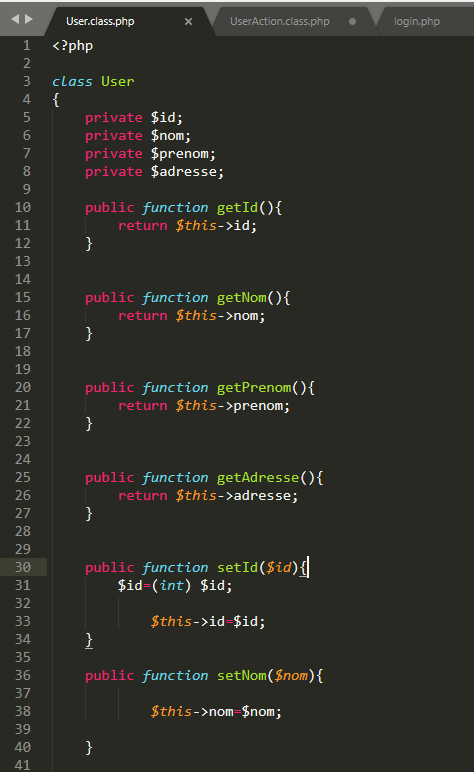 User.class.php × UserAction.class.php login.php
1 <?php
2
3 class User
4 {
5     private $id;
6     private $nom;
7     private $prenom;
8     private $adresse;
9
10     public function getId(){
11         return $this->id;
12     }
13
14
15     public function getNom(){
16         return $this->nom;
17     }
18
19
20     public function getPrenom(){
21         return $this->prenom;
22     }
23
24
25     public function getAdresse(){
26         return $this->adresse;
27     }
28
29
30     public function setId($id){
31         $id=(int) $id;
32
33             $this->id=$id;
34     }
35
36     public function setNom($nom){
37
38             $this->nom=$nom;
39
40     }
41